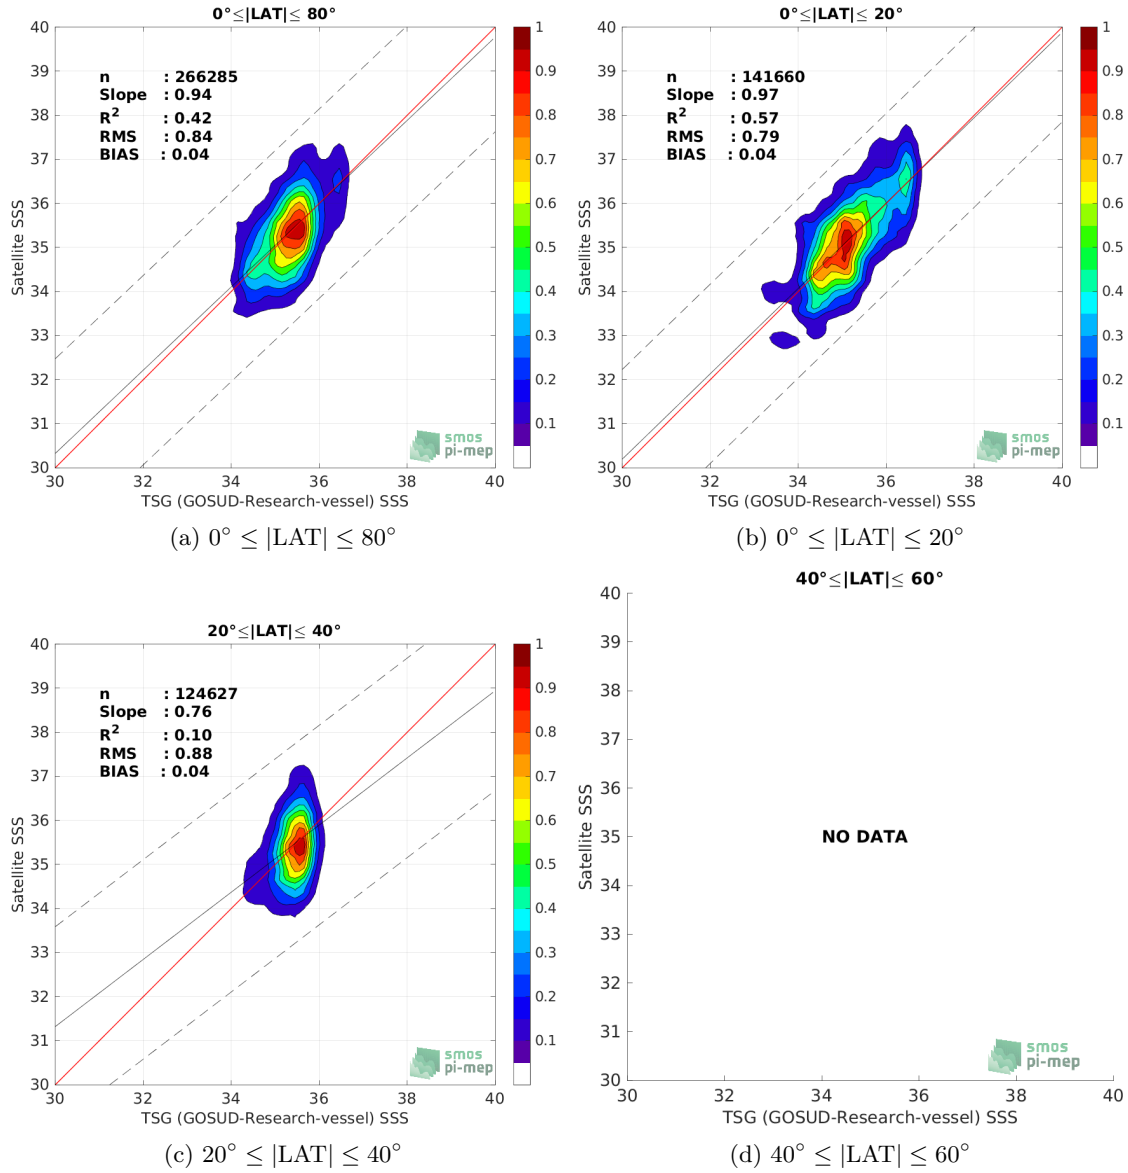 0°≤|LAT|≤ 80°
40
39
38
37
36
35
34
33
32
31
30
Satellite SSS
n : 266285
Slope : 0.94
R² : 0.42
RMS : 0.84
BIAS : 0.04
smos
pi-mep
30 32 34 36 38 40
TSG (GOSUD-Research-vessel) SSS
1
0.9
0.8
0.7
0.6
0.5
0.4
0.3
0.2
0.1
(a) 0° ≤ |LAT| ≤ 80°
0°≤|LAT|≤ 20°
40
39
38
37
36
35
34
33
32
31
30
Satellite SSS
n : 141660
Slope : 0.97
R² : 0.57
RMS : 0.79
BIAS : 0.04
smos
pi-mep
30 32 34 36 38 40
TSG (GOSUD-Research-vessel) SSS
1
0.9
0.8
0.7
0.6
0.5
0.4
0.3
0.2
0.1
(b) 0° ≤ |LAT| ≤ 20°
20°≤|LAT|≤ 40°
40
39
38
37
36
35
34
33
32
31
30
Satellite SSS
n : 124627
Slope : 0.76
R² : 0.10
RMS : 0.88
BIAS : 0.04
smos
pi-mep
30 32 34 36 38 40
TSG (GOSUD-Research-vessel) SSS
1
0.9
0.8
0.7
0.6
0.5
0.4
0.3
0.2
0.1
(c) 20° ≤ |LAT| ≤ 40°
40°≤|LAT|≤ 60°
40
39
38
37
36
35
34
33
32
31
30
Satellite SSS
NO DATA
smos
pi-mep
30 32 34 36 38 40
TSG (GOSUD-Research-vessel) SSS
(d) 40° ≤ |LAT| ≤ 60°